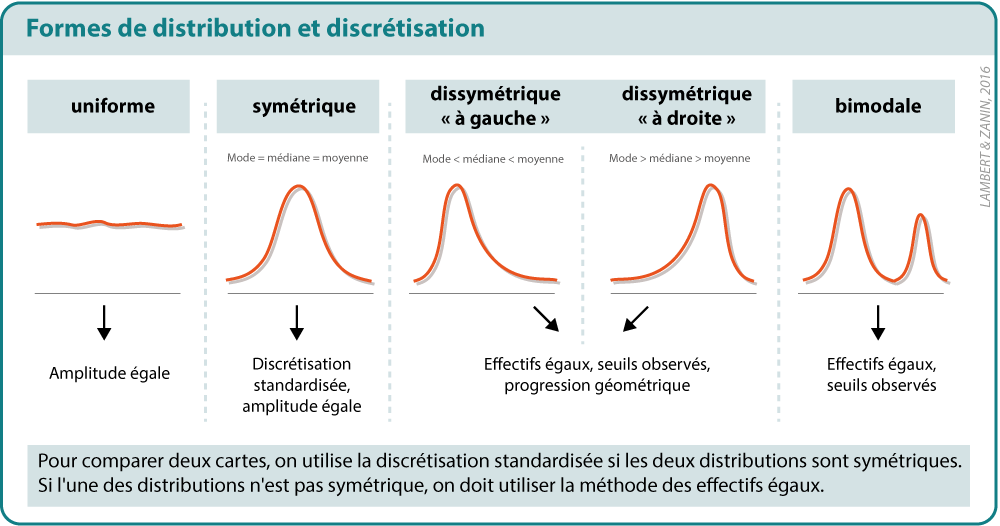 Formes de distribution et discrétisation
LAMBERT & ZANIN, 2016
uniforme
symétrique
dissymétrique
« à gauche »
dissymétrique
« à droite »
bimodale
Mode = médiane = moyenne
Mode < médiane < moyenne
Mode > médiane > moyenne
Amplitude égale
Discrétisation
standardisée,
amplitude égale
Effectifs égaux, seuils observés,
progression géométrique
Effectifs égaux,
seuils observés
Pour comparer deux cartes, on utilise la discrétisation standardisée si les deux distributions sont symétriques.
Si l'une des distributions n'est pas symétrique, on doit utiliser la méthode des effectifs égaux.